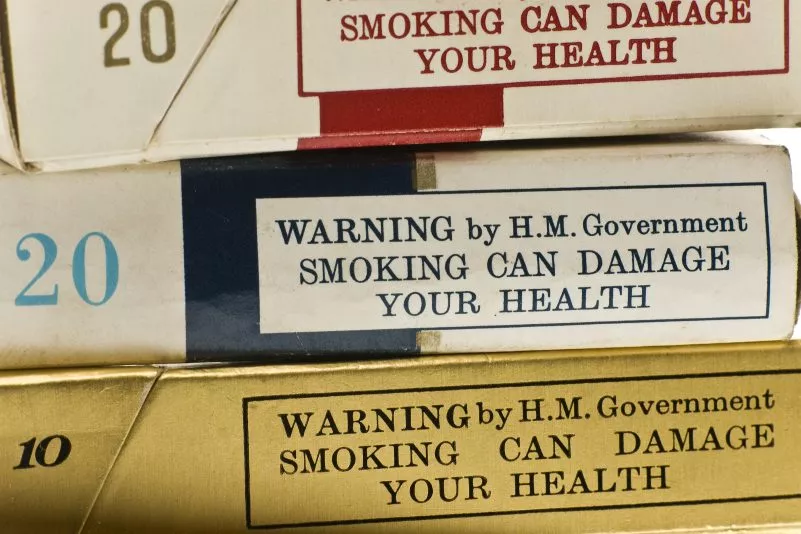 20
SMOKING CAN DAMAGE
YOUR HEALTH
20
WARNING by H.M. Government
SMOKING CAN DAMAGE
YOUR HEALTH
10
WARNING by H.M. Government
SMOKING CAN DAMAGE
YOUR HEALTH